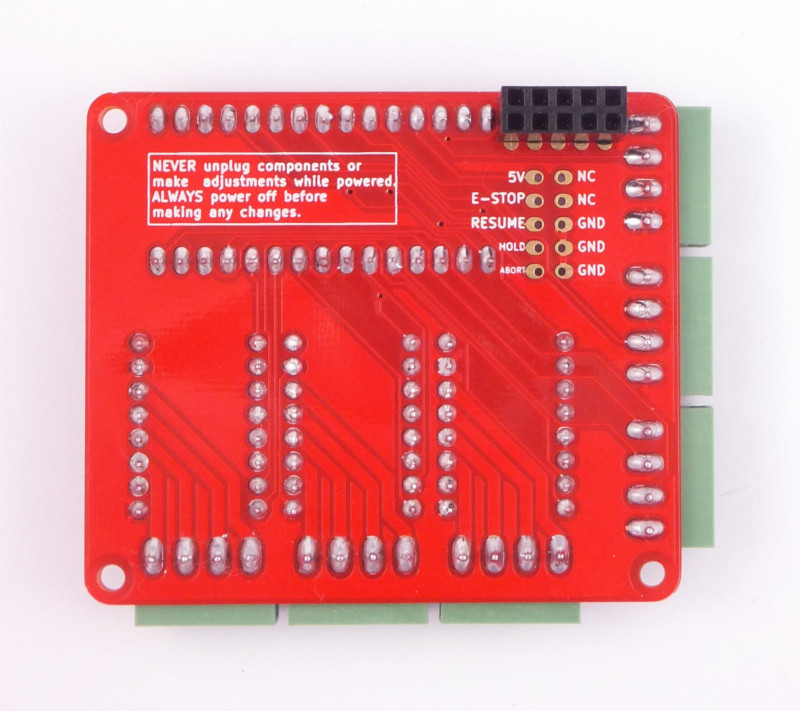 NEVER unplug components or
make adjustments while powered.
ALWAYS power off before
making any changes.
5V NC
E-STOP NC
RESUME GND
HOLD GND
ABORT GND